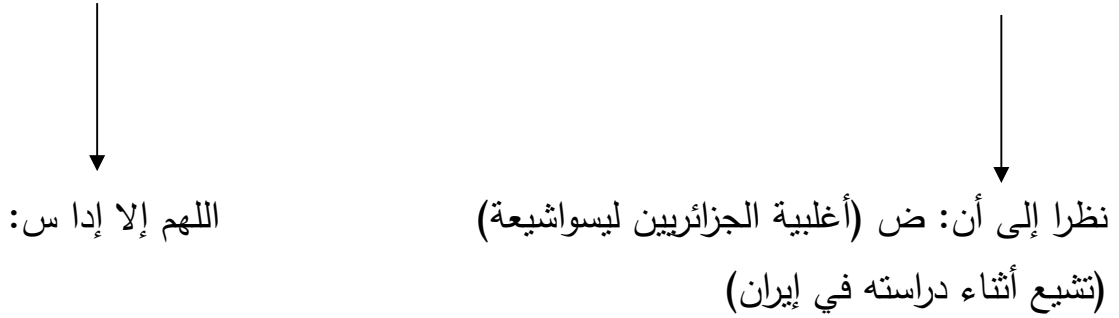 نظرا إلى أن: ض (أغلبية الجزائريين ليسواشيعة) اللهم إلا إدا س:
(تشيع أثناء دراسته في إيران)